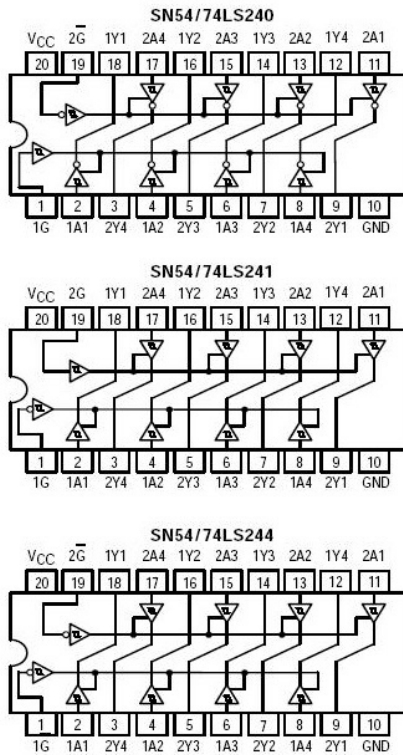 SN54/74LS240
VCC 2G 1Y1 2A4 1Y2 2A3 1Y3 2A2 1Y4 2A1
20 19 18 17 16 15 14 13 12 11
1 2 3 4 5 6 7 8 9 10
1G 1A1 2Y4 1A2 2Y3 1A3 2Y2 1A4 2Y1 GND
SN54/74LS241
VCC 2G 1Y1 2A4 1Y2 2A3 1Y3 2A2 1Y4 2A1
20 19 18 17 16 15 14 13 12 11
1 2 3 4 5 6 7 8 9 10
1G 1A1 2Y4 1A2 2Y3 1A3 2Y2 1A4 2Y1 GND
SN54/74LS244
VCC 2G 1Y1 2A4 1Y2 2A3 1Y3 2A2 1Y4 2A1
20 19 18 17 16 15 14 13 12 11
1 2 3 4 5 6 7 8 9 10
1G 1A1 2Y4 1A2 2Y3 1A3 2Y2 1A4 2Y1 GND